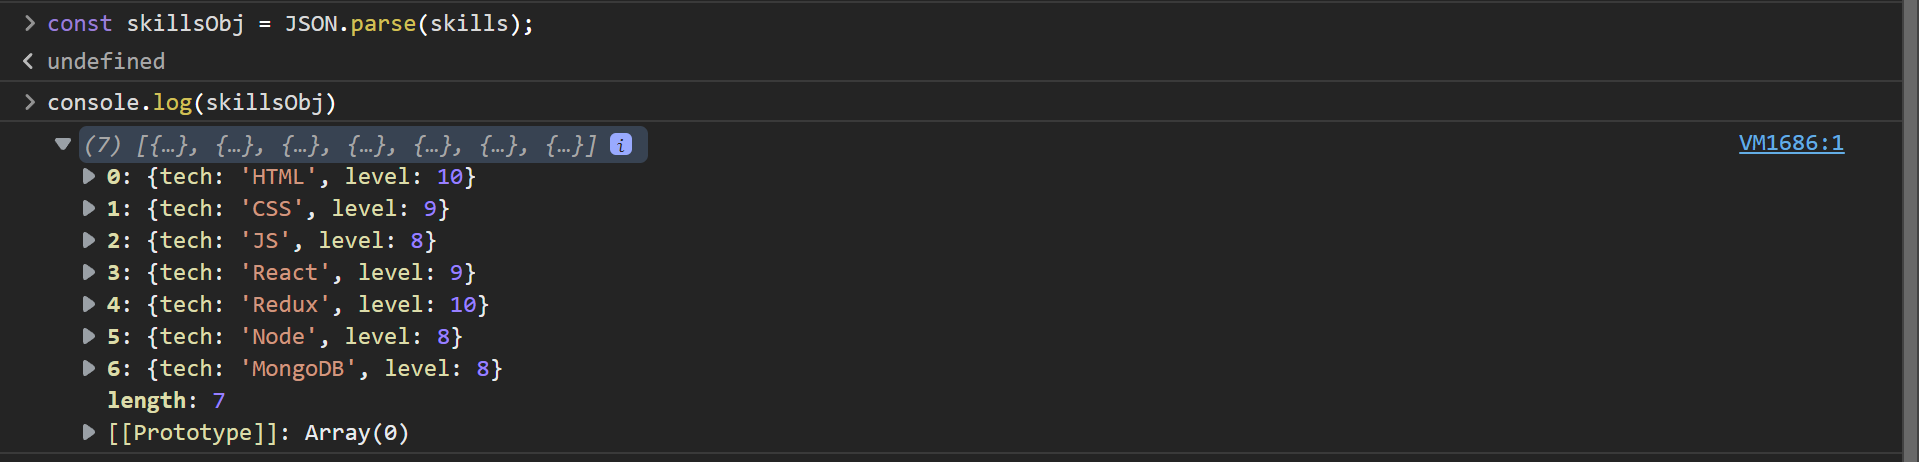 > const skillsObj = JSON.parse(skills);
< undefined
> console.log(skillsObj)
(7) [{…}, {…}, {…}, {…}, {…}, {…}, {…}] i VM1686:1
0: {tech: 'HTML', level: 10}
1: {tech: 'CSS', level: 9}
2: {tech: 'JS', level: 8}
3: {tech: 'React', level: 9}
4: {tech: 'Redux', level: 10}
5: {tech: 'Node', level: 8}
6: {tech: 'MongoDB', level: 8}
length: 7
[[Prototype]]: Array(0)